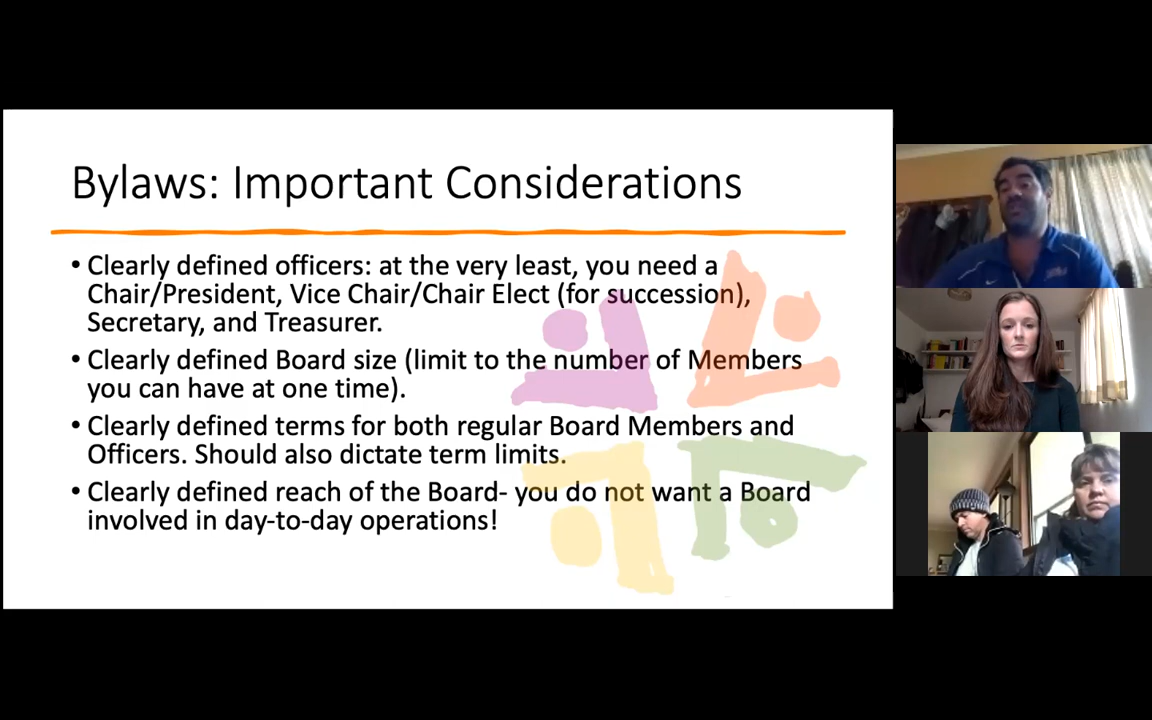 Bylaws: Important Considerations
• Clearly defined officers: at the very least, you need a
Chair/President, Vice Chair/Chair Elect (for succession),
Secretary, and Treasurer.
• Clearly defined Board size (limit to the number of Members
you can have at one time).
• Clearly defined terms for both regular Board Members and
Officers. Should also dictate term limits.
• Clearly defined reach of the Board- you do not want a Board
involved in day-to-day operations!